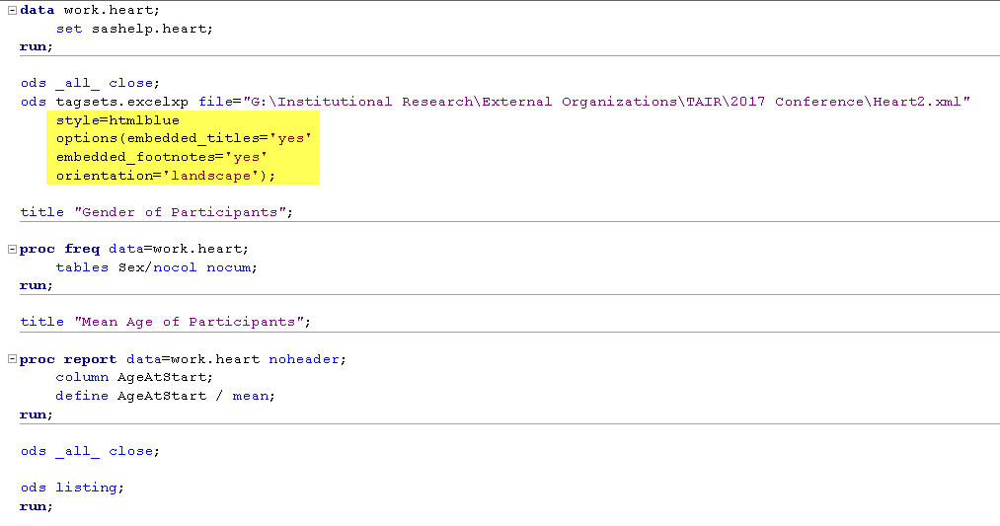 data work.heart;
set sashelp.heart;
run;
ods _all_ close;
ods tagsets.excelxp file="G:\Institutional Research\External Organizations\TAIR\2017 Conference\Heart2.xml"
style=htmlblue
options(embedded_titles='yes'
embedded_footnotes='yes'
orientation='landscape');
title "Gender of Participants";
proc freq data=work.heart;
tables Sex/nocol nocum;
run;
title "Mean Age of Participants";
proc report data=work.heart noheader;
column AgeAtStart;
define AgeAtStart / mean;
run;
ods _all_ close;
ods listing;
run;